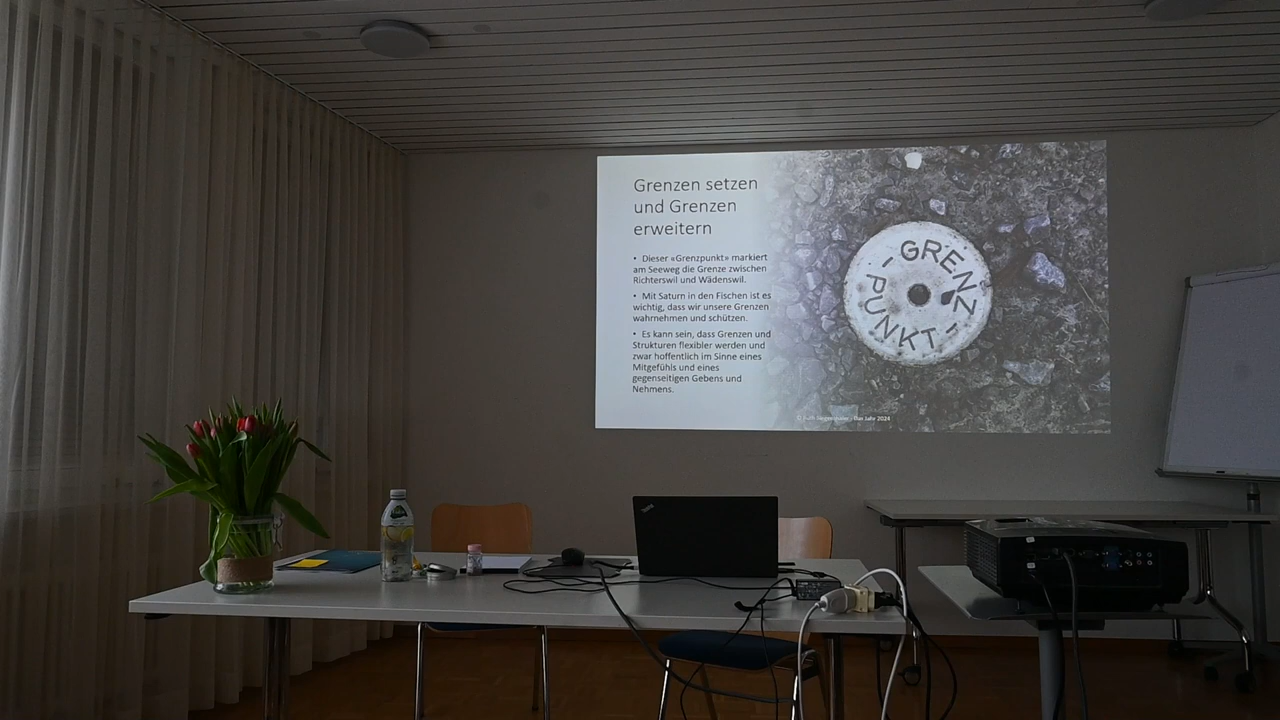 Grenzen setzen
und Grenzen
erweitern
• Dieser «Grenzpunkt» markiert
am Seeweg die Grenze zwischen
Richterswil und Wädenswil.
• Mit Saturn in den Fischen ist es
wichtig, dass wir unsere Grenzen
wahrnehmen und schützen.
• Es kann sein, dass Grenzen und
Strukturen flexibler werden und
zwar hoffentlich im Sinne eines
Mitgefühls und eines
gegenseitigen Gebens und
Nehmens.
- GRENZ
PUNKT -
- Das Jahr 2024